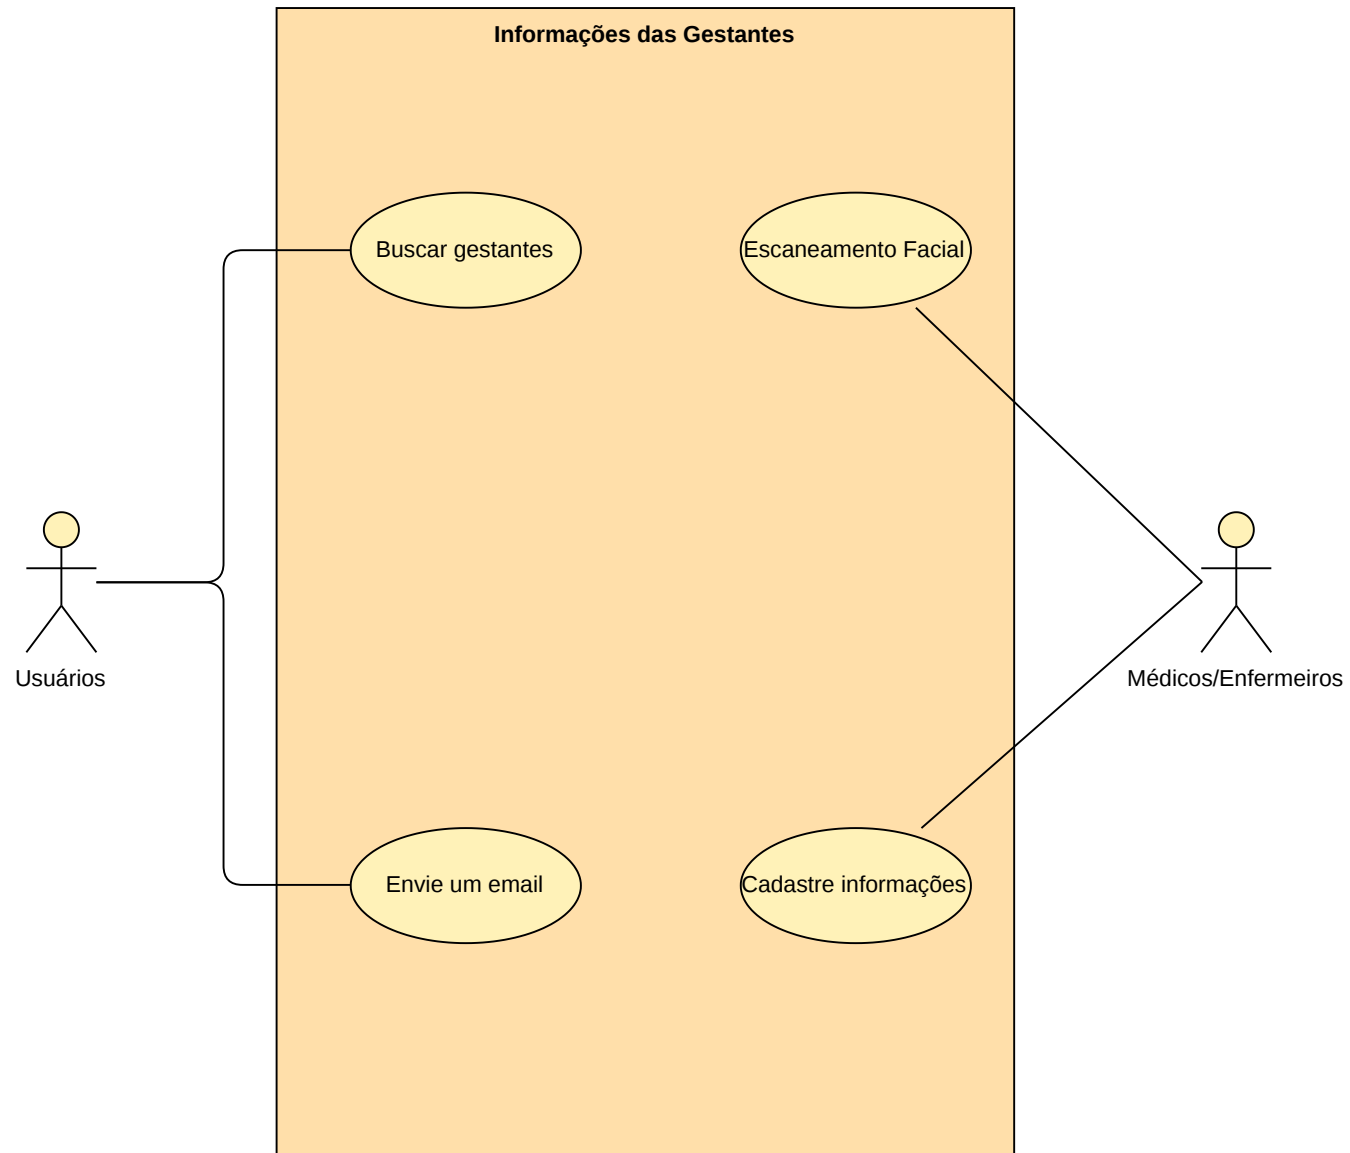 Informações das Gestantes
Buscar gestantes
Escaneamento Facial
Usuários
Médicos/Enfermeiros
Envie um email
Cadastre informações